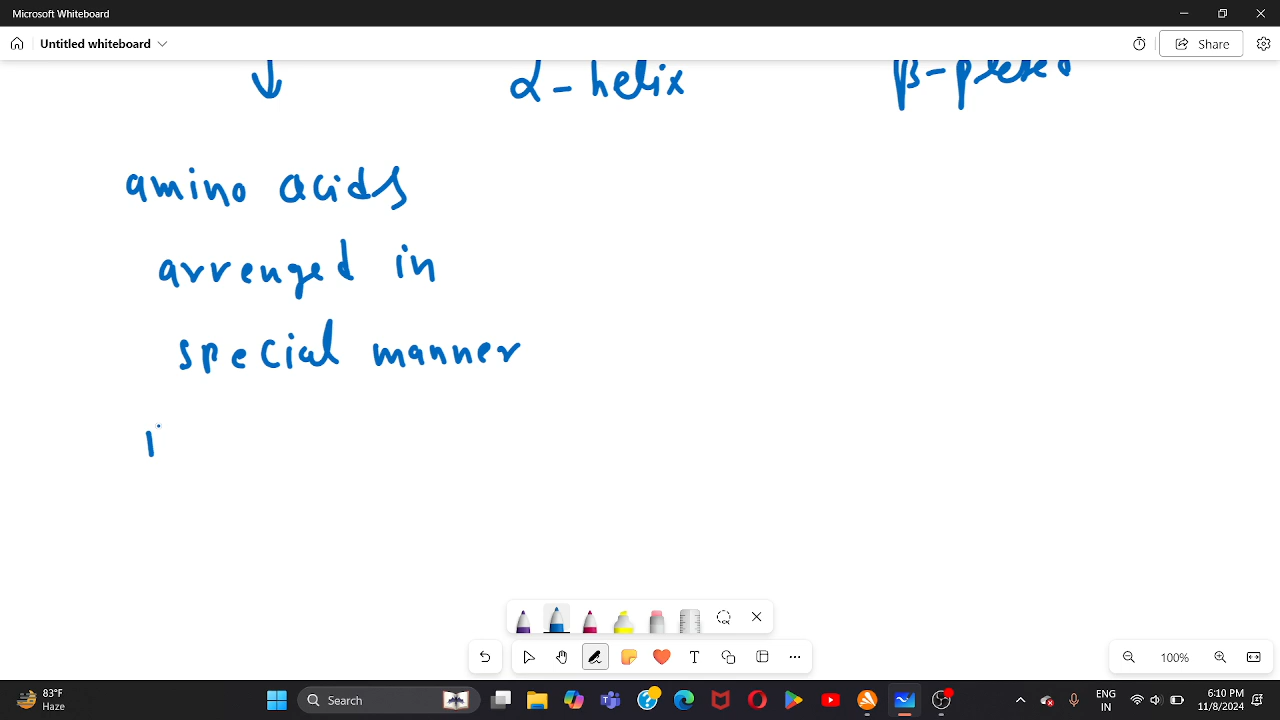 Microsoft Whiteboard
Untitled whiteboard
Share
↓ α-helix
amino acids
arrenged in
special manner
100%
83°F
Haze
Search
ENG
IN
6:10 PM
11/8/2024